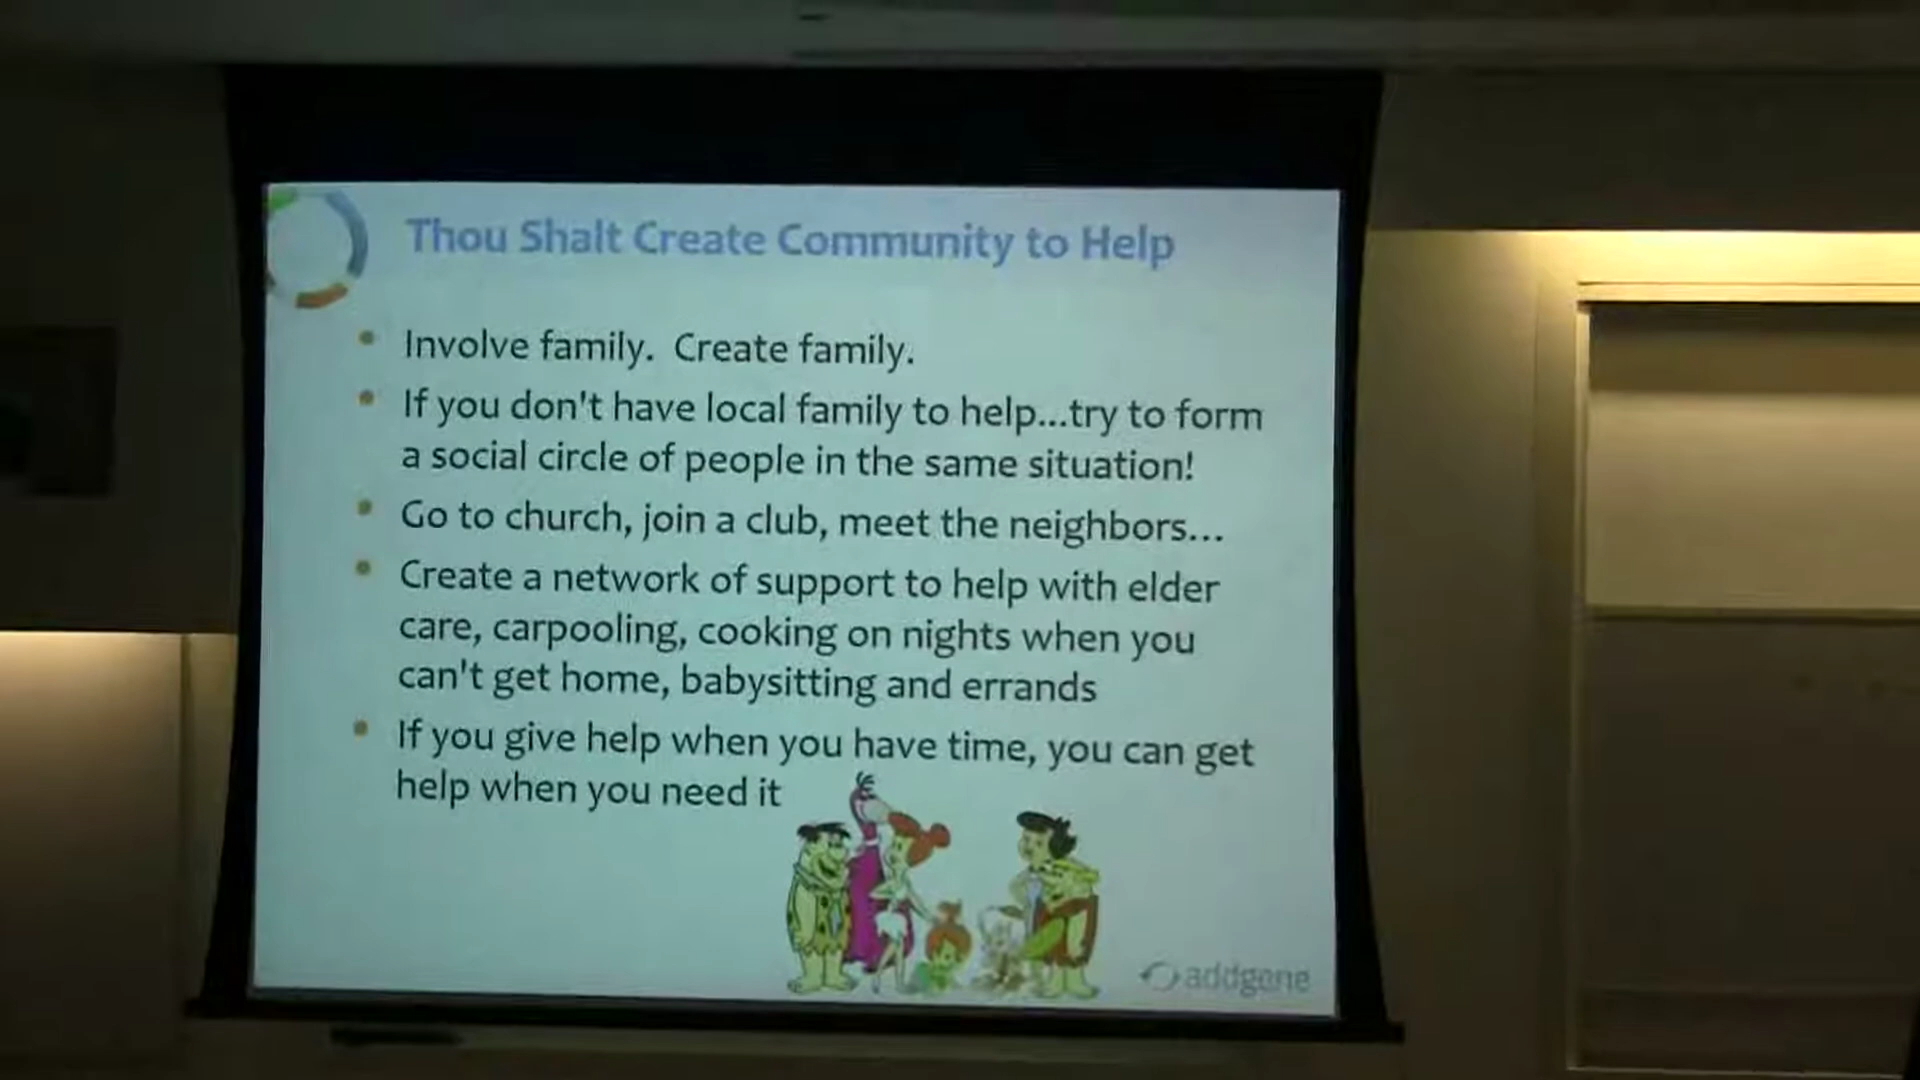 Thou Shalt Create Community to Help
Involve family. Create family.
If you don't have local family to help...try to form
a social circle of people in the same situation!
Go to church, join a club, meet the neighbors...
Create a network of support to help with elder
care, carpooling, cooking on nights when you
can't get home, babysitting and errands
If you give help when you have time, you can get
help when you need it
addgene